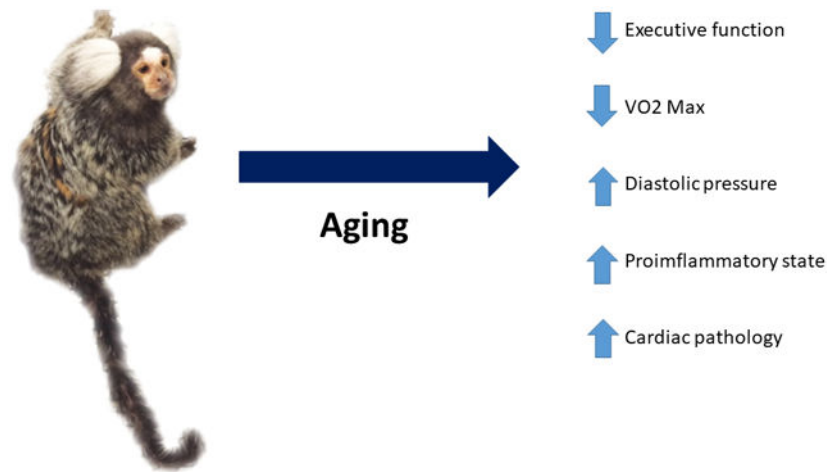 Executive function
VO2 Max
Diastolic pressure
Aging
Proimflammatory state
Cardiac pathology